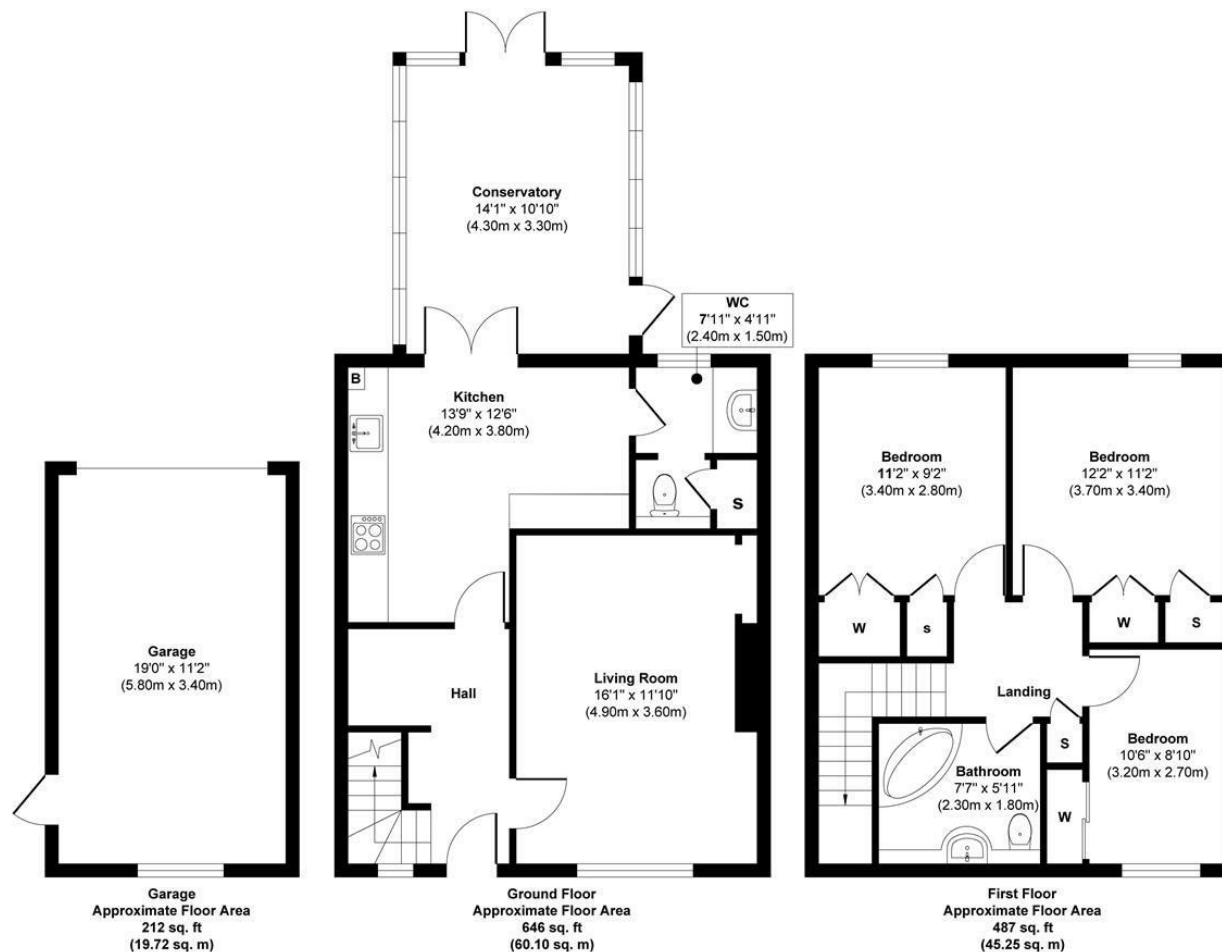 Conservatory
14'1" x 10'10"
(4.30m x 3.30m)
WC
7'11" x 4'11"
(2.40m x 1.50m)
B
Kitchen
13'9" x 12'6"
(4.20m x 3.80m)
S
Hall
Living Room
16'1" x 11'10"
(4.90m x 3.60m)
Garage
19'0" x 11'2"
(5.80m x 3.40m)
Bedroom
11'2" x 9'2"
(3.40m x 2.80m)
Bedroom
12'2" x 11'2"
(3.70m x 3.40m)
W
s
W
S
Landing
S
Bedroom
10'6" x 8'10"
(3.20m x 2.70m)
Bathroom
7'7" x 5'11"
(2.30m x 1.80m)
W
Garage
Approximate Floor Area
212 sq. ft
(19.72 sq. m)
Ground Floor
Approximate Floor Area
646 sq. ft
(60.10 sq. m)
First Floor
Approximate Floor Area
487 sq. ft
(45.25 sq. m)